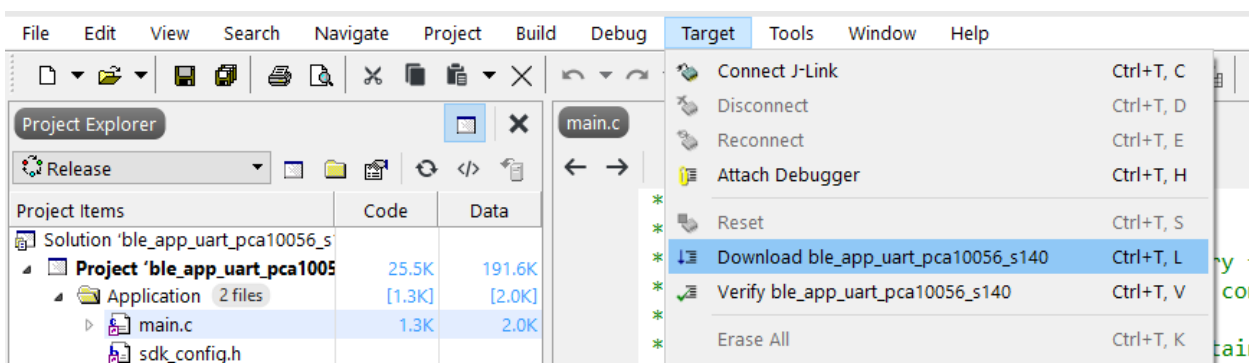 File Edit View Search Navigate Project Build Debug Target Tools Window Help
Connect J-Link Ctrl+T, C
Disconnect Ctrl+T, D
Reconnect Ctrl+T, E
Attach Debugger Ctrl+T, H
Reset Ctrl+T, S
Download ble_app_uart_pca10056_s140 Ctrl+T, L
Verify ble_app_uart_pca10056_s140 Ctrl+T, V
Erase All Ctrl+T, K
Project Explorer
Release
Project Items Code Data
Solution 'ble_app_uart_pca10056_s
Project 'ble_app_uart_pca1005 25.5K 191.6K
Application 2 files [1.3K] [2.0K]
main.c 1.3K 2.0K
sdk_config.h
main.c
*
*
*
*
*